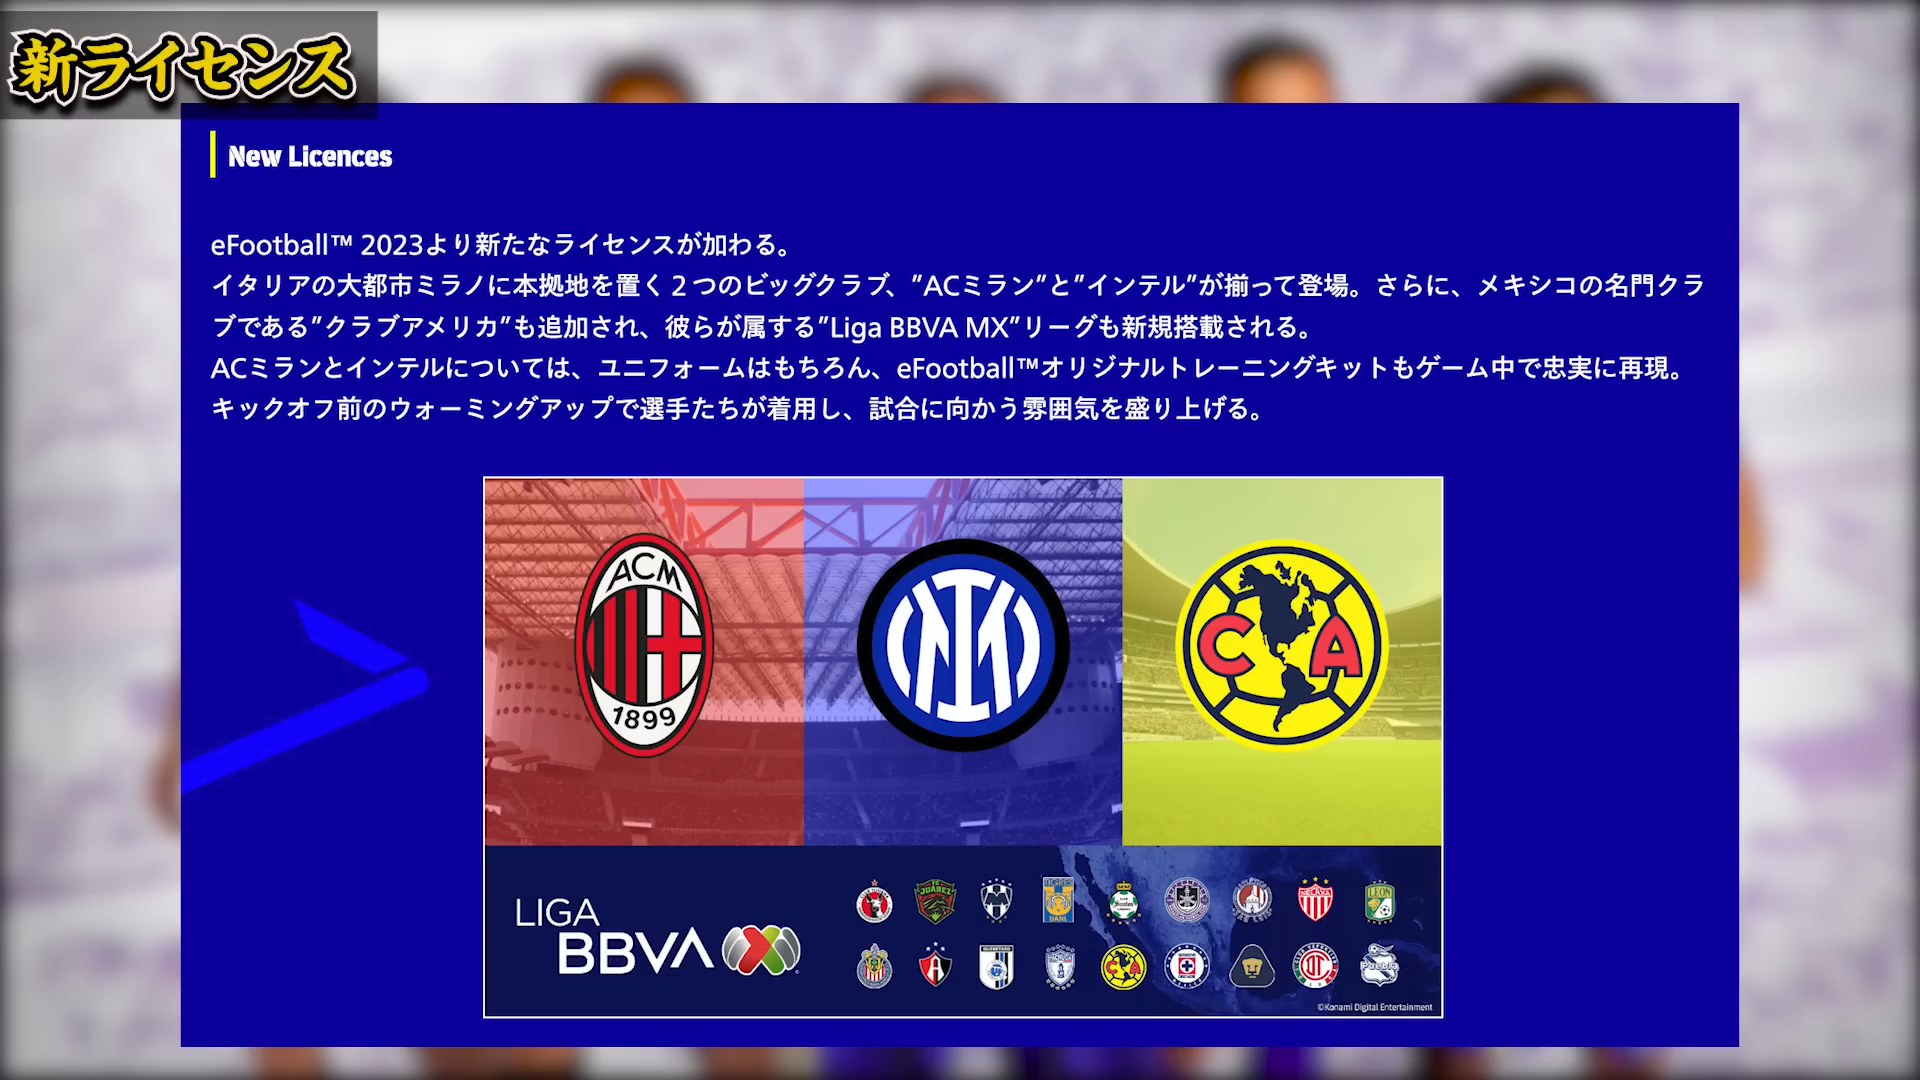 新ライセンス
New Licences
eFootball™ 2023より新たなライセンスが加わる。
イタリアの大都市ミラノに本拠地を置く２つのビッグクラブ、”ACミラン”と”インテル”が揃って登場。さらに、メキシコの名門クラ
ブである”クラブアメリカ”も追加され、彼らが属する”Liga BBVA MX”リーグも新規搭載される。
ACミランとインテルについては、ユニフォームはもちろん、eFootball™オリジナルトレーニングキットもゲーム中で忠実に再現。
キックオフ前のウォーミングアップで選手たちが着用し、試合に向かう雰囲気を盛り上げる。
ACM
1899
IM
C A
LIGA
BBVA
JUÁREZ
TIGRES
UANL
NECAXA
LEON
QUERETARO
PACHUCA
CA
Puebla
©Konami Digital Entertainment